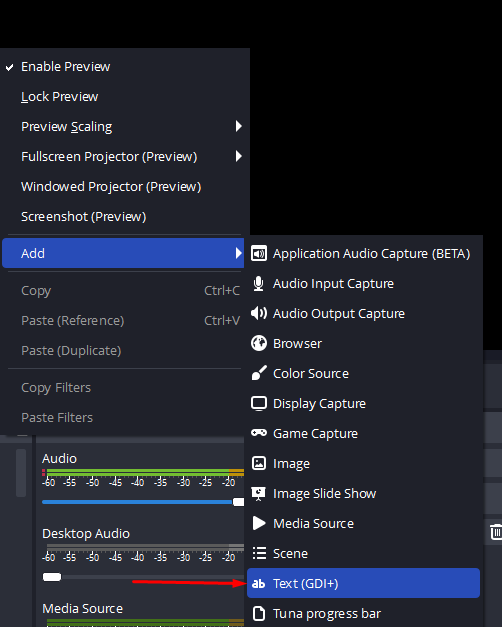 Enable Preview
Lock Preview
Preview Scaling
Fullscreen Projector (Preview)
Windowed Projector (Preview)
Screenshot (Preview)
Add
Copy Ctrl+C
Paste (Reference) Ctrl+V
Paste (Duplicate)
Copy Filters
Paste Filters
Application Audio Capture (BETA)
Audio Input Capture
Audio Output Capture
Browser
Color Source
Display Capture
Game Capture
Image
Image Slide Show
Media Source
Scene
ab Text (GDI+)
Tuna progress bar
Audio
-60 -55 -50 -45 -40 -35 -30 -25 -20
Desktop Audio
-60 -55 -50 -45 -40 -35 -30 -25 -20
Media Source